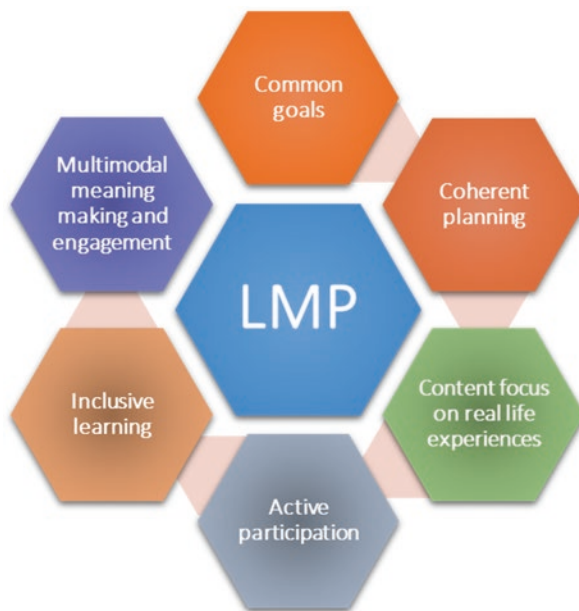 Common
goals
Coherent
planning
Content focus
on real life
experiences
Active
participation
Inclusive
learning
Multimodal
meaning
making and
engagement
LMP